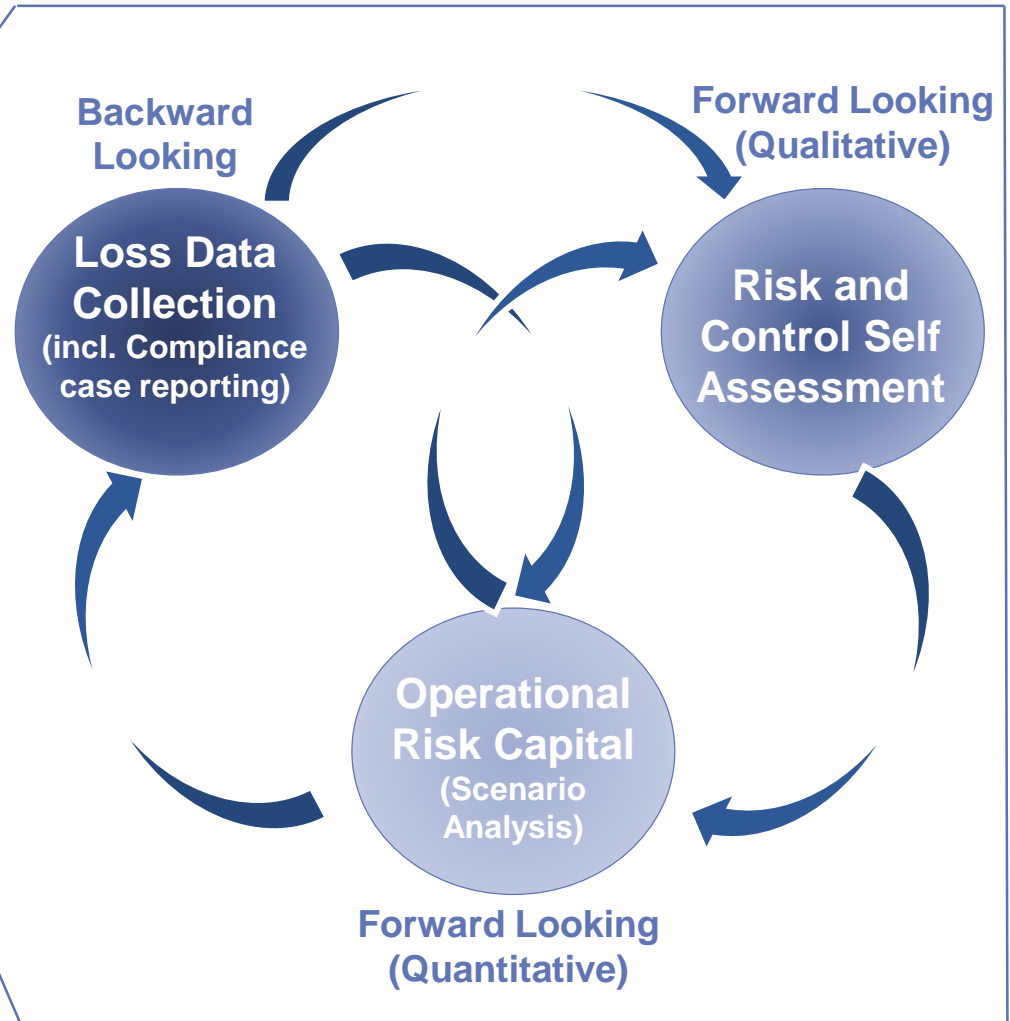 Backward
Looking
Loss Data
Collection
(incl. Compliance
case reporting)
Forward Looking
(Qualitative)
Risk and
Control Self
Assessment
Operational
Risk Capital
(Scenario
Analysis)
Forward Looking
(Quantitative)